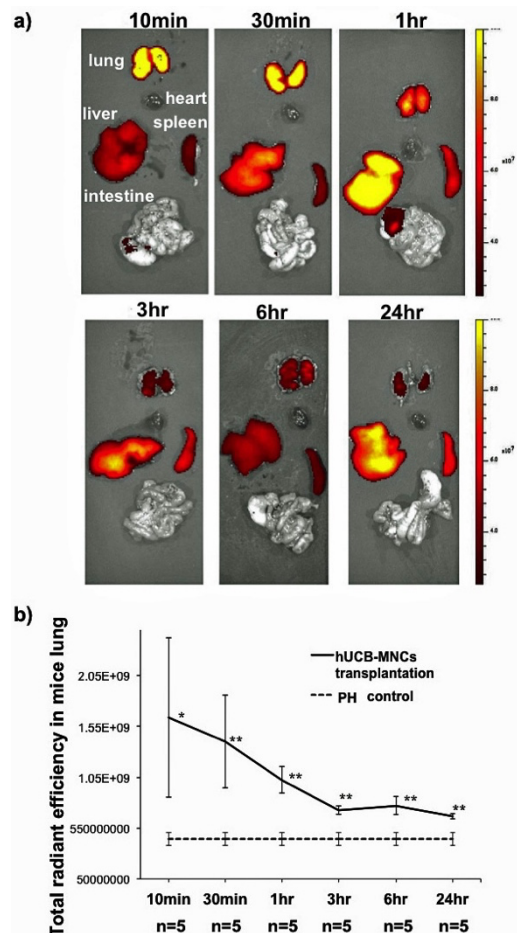 a)
10min 30min 1hr
lung
heart
liver
spleen
intestine
8.0
6.0
x10⁷
4.0
3hr 6hr 24hr
8.0
6.0
x10⁷
4.0
b)
Total radiant efficiency in mice lung
2.05E+09
1.55E+09
1.05E+09
550000000
50000000
hUCB-MNCs
transplantation
PH control
* ** ** ** ** **
10min 30min 1hr 3hr 6hr 24hr
n=5 n=5 n=5 n=5 n=5 n=5